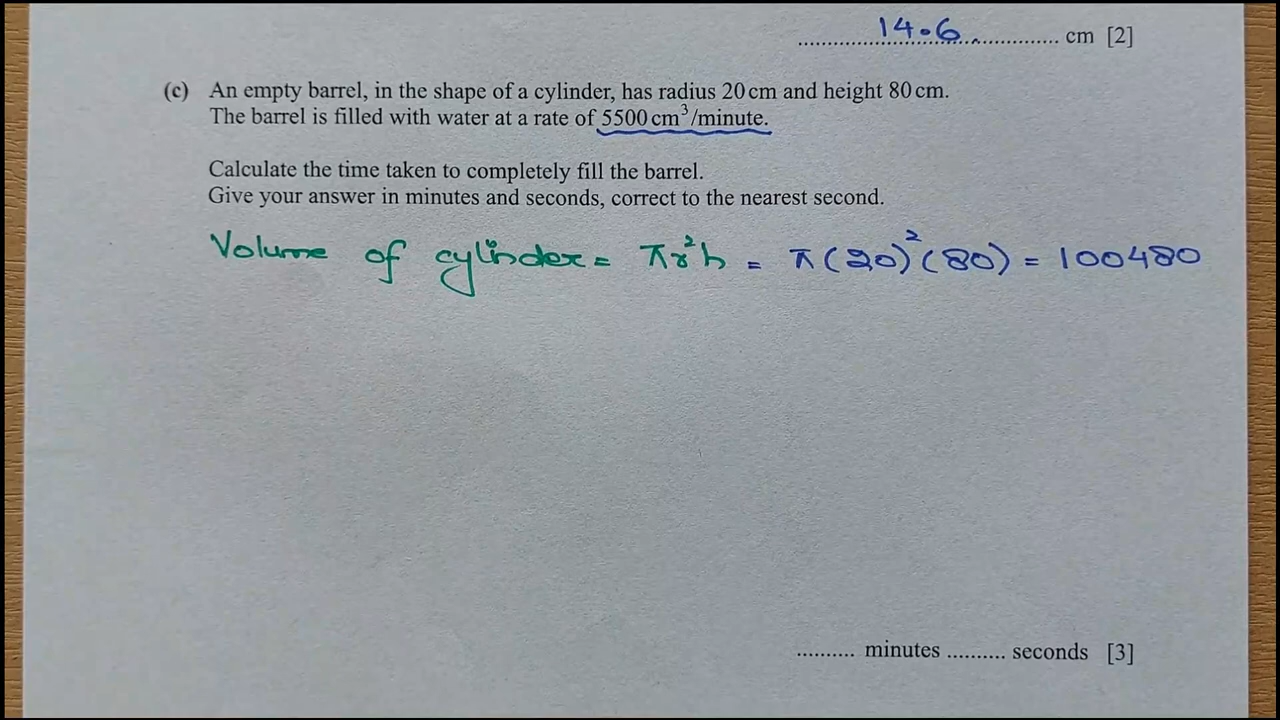 14.6 cm [2]
(c) An empty barrel, in the shape of a cylinder, has radius 20 cm and height 80 cm.
The barrel is filled with water at a rate of 5500 cm³/minute.
Calculate the time taken to completely fill the barrel.
Give your answer in minutes and seconds, correct to the nearest second.
Volume of cylinder = πr²h = π(20)²(80) = 100480
.......... minutes .......... seconds [3]